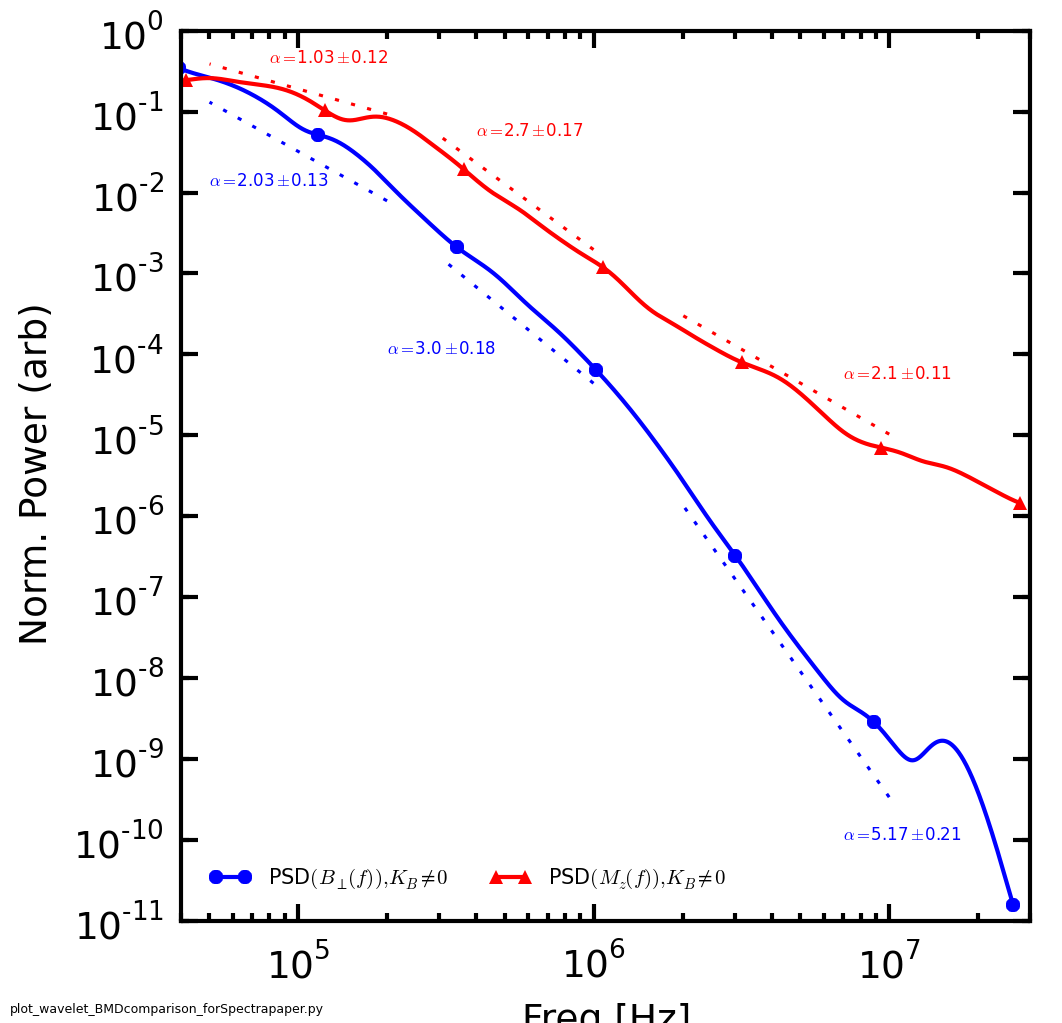 10^0
10^-1
10^-2
10^-3
10^-4
10^-5
10^-6
10^-7
10^-8
10^-9
10^-10
10^-11
Norm. Power (arb)
α=1.03±0.12
α=2.7±0.17
α=2.03±0.13
α=3.0±0.18
α=2.1±0.11
α=5.17±0.21
PSD(B_⊥(f)),K_B≠0 PSD(M_z(f)),K_B≠0
10^5 10^6 10^7
Freq [Hz]
plot_wavelet_BMDcomparison_forSpectrapaper.py